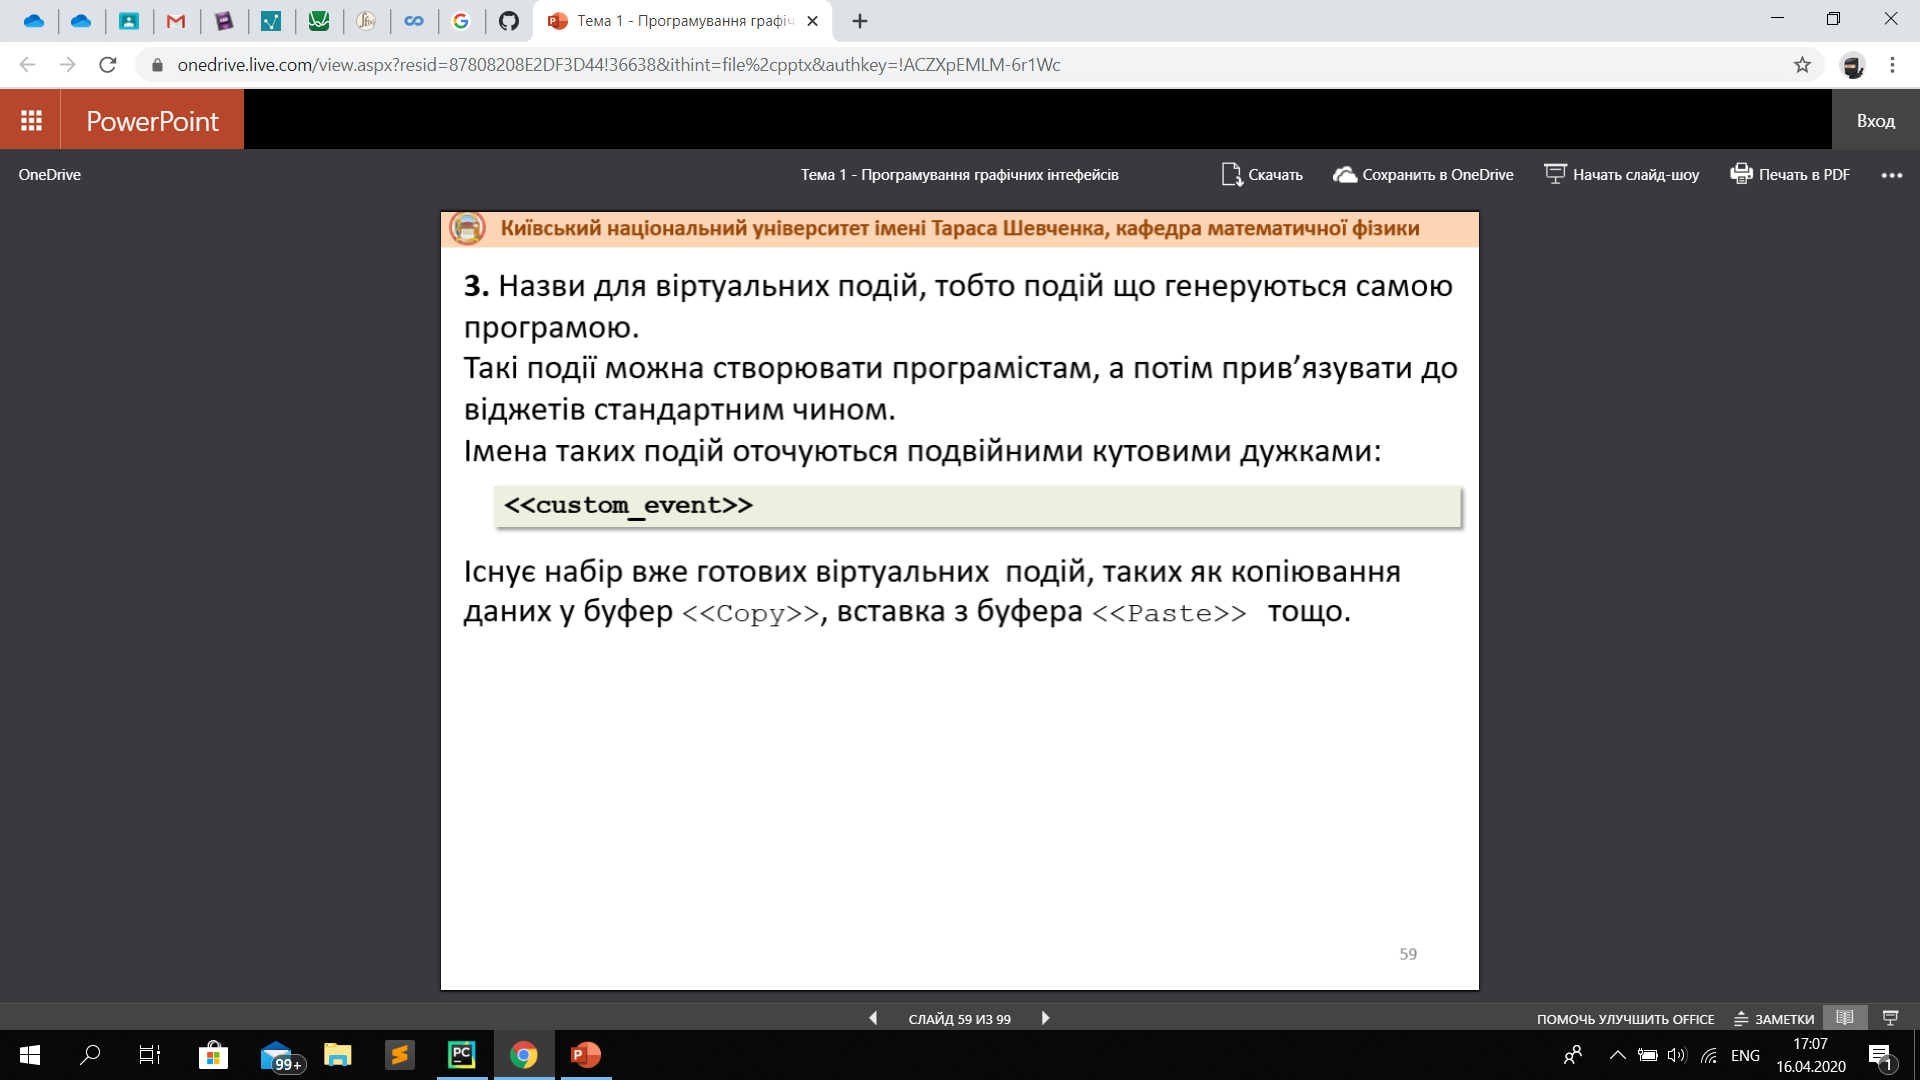 Тема 1 - Програмування графіч
onedrive.live.com/view.aspx?resid=87808208E2DF3D44!36638&ithint=file%2cpptx&authkey=!ACZXpEMLM-6r1Wc
PowerPoint
Вход
OneDrive
Тема 1 - Програмування графічних інтефейсів
Скачать
Сохранить в OneDrive
Начать слайд-шоу
Печать в PDF
Київський національний університет імені Тараса Шевченка, кафедра математичної фізики
3. Назви для віртуальних подій, тобто подій що генеруються самою
програмою.
Такі події можна створювати програмістам, а потім прив’язувати до
віджетів стандартним чином.
Імена таких подій оточуються подвійними кутовими дужками:
<<custom_event>>
Існує набір вже готових віртуальних  подій, таких як копіювання
даних у буфер <<Copy>>, вставка з буфера <<Paste>>  тощо.
59
СЛАЙД 59 ИЗ 99
ПОМОЧЬ УЛУЧШИТЬ OFFICE
ЗАМЕТКИ
99+
PC
P
ENG
17:07
16.04.2020
1